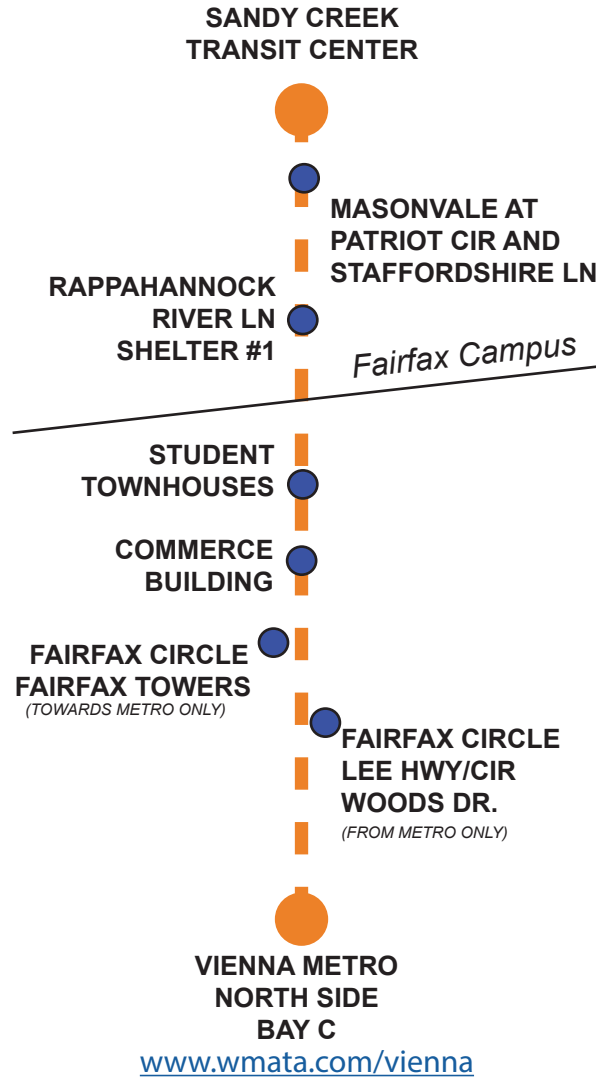 SANDY CREEK
TRANSIT CENTER
MASONVALE AT
PATRIOT CIR AND
STAFFORDSHIRE LN
RAPPAHANNOCK
RIVER LN
SHELTER #1
Fairfax Campus
STUDENT
TOWNHOUSES
COMMERCE
BUILDING
FAIRFAX CIRCLE
FAIRFAX TOWERS
(TOWARDS METRO ONLY)
FAIRFAX CIRCLE
LEE HWY/CIR
WOODS DR.
(FROM METRO ONLY)
VIENNA METRO
NORTH SIDE
BAY C
www.wmata.com/vienna